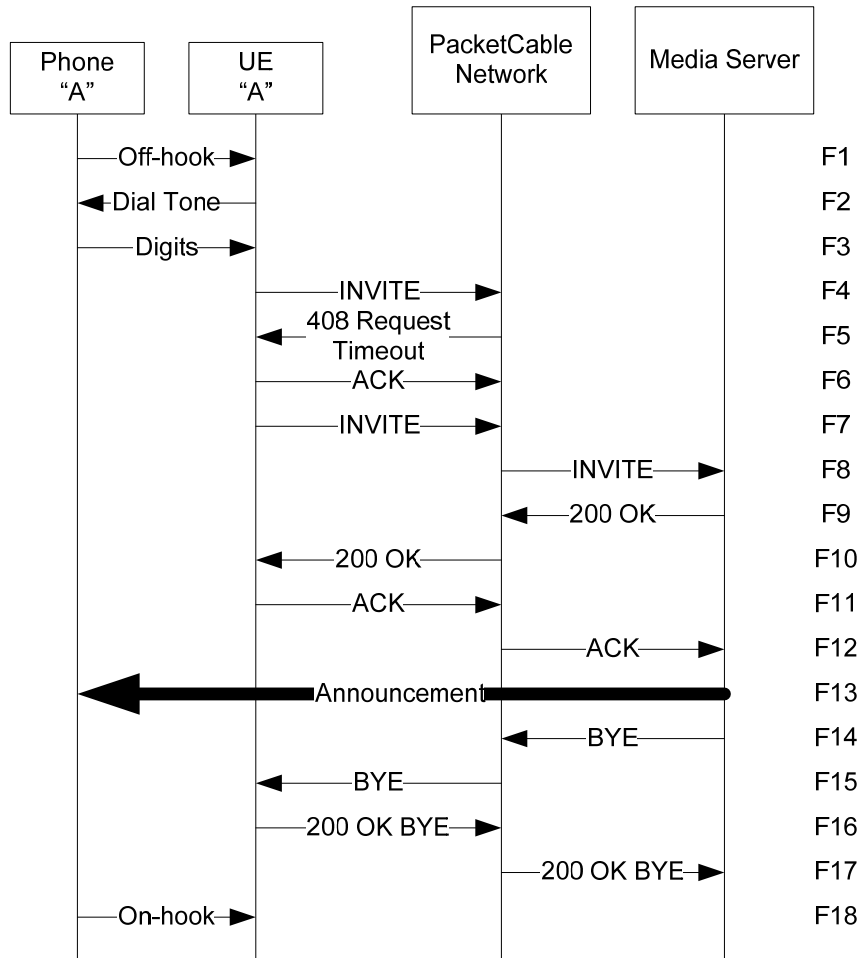 Phone
“A”
UE
“A”
PacketCable
Network
Media Server
Off-hook
F1
Dial Tone
F2
Digits
F3
INVITE
F4
408 Request
Timeout
F5
ACK
F6
INVITE
F7
INVITE
F8
200 OK
F9
200 OK
F10
ACK
F11
ACK
F12
Announcement
F13
BYE
F14
BYE
F15
200 OK BYE
F16
200 OK BYE
F17
On-hook
F18